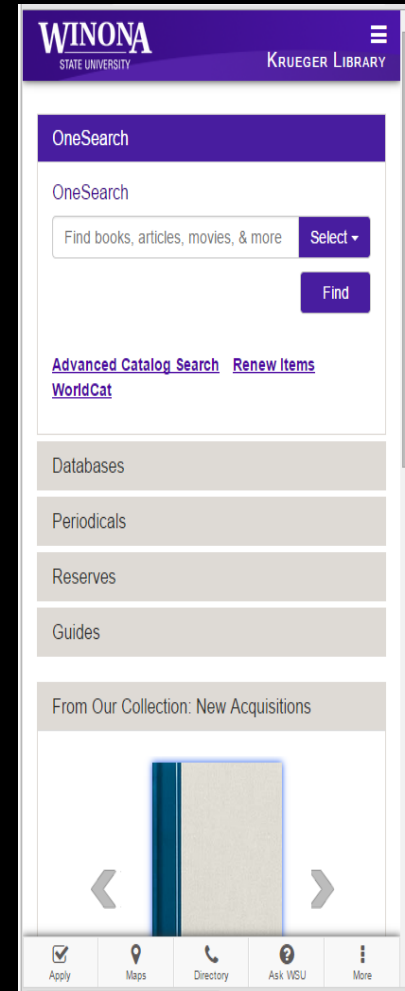 WINONA
STATE UNIVERSITY
KRUEGER LIBRARY
OneSearch
OneSearch
Find books, articles, movies, & more Select
Find
Advanced Catalog Search Renew Items
WorldCat
Databases
Periodicals
Reserves
Guides
From Our Collection: New Acquisitions
Apply Maps Directory Ask WSU More